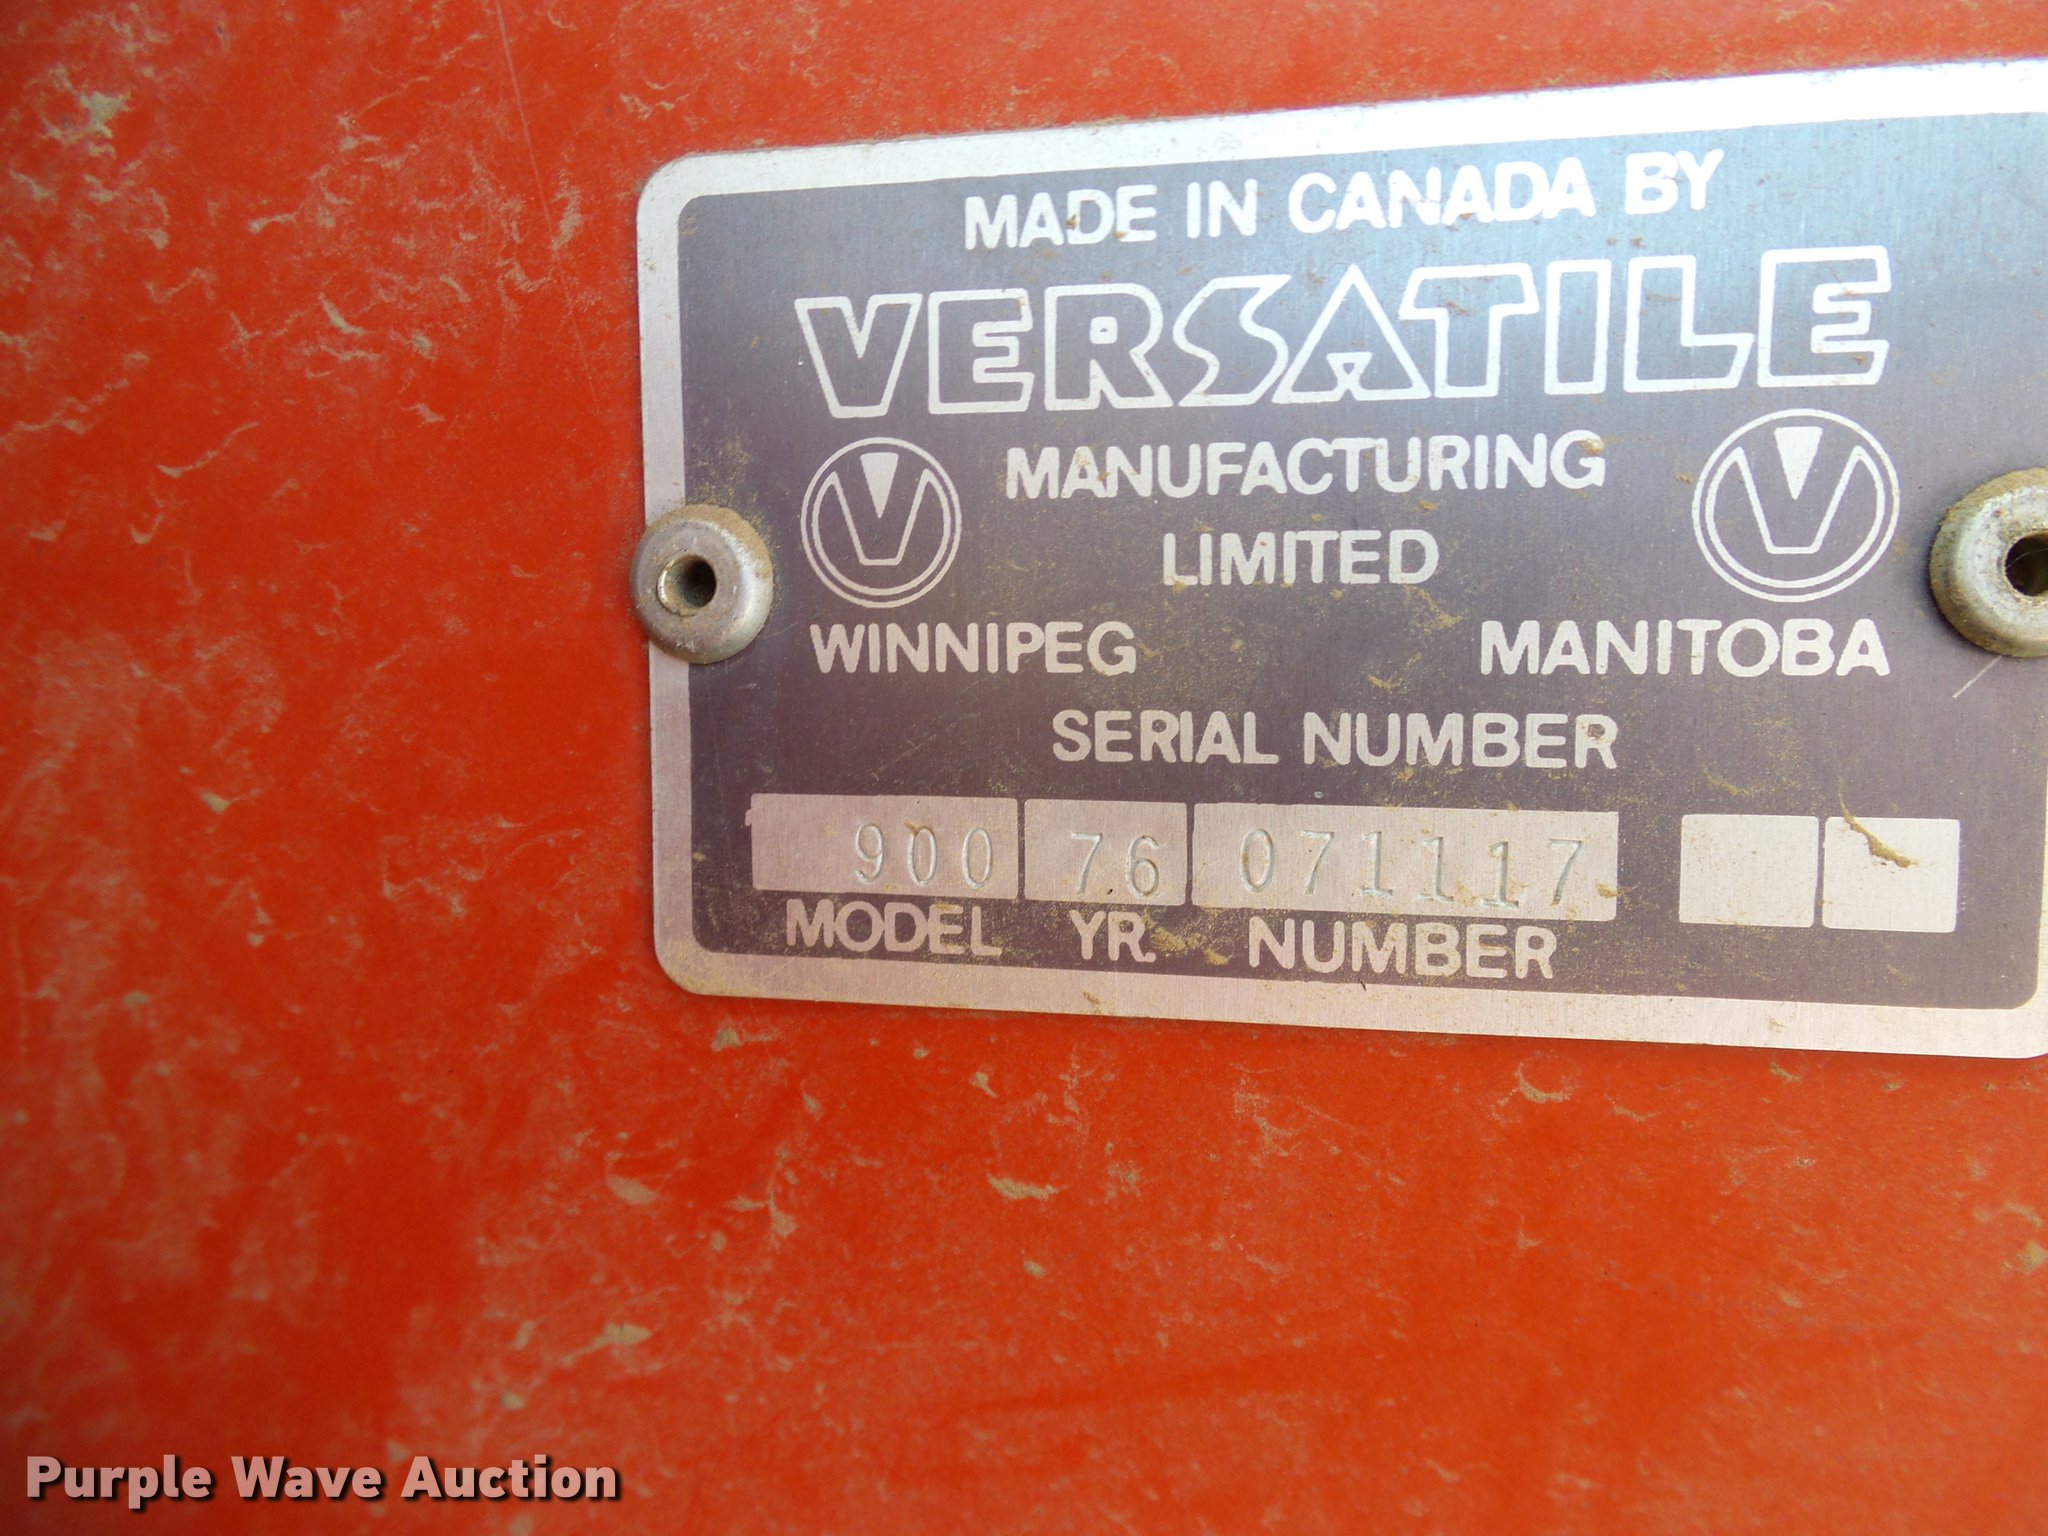 MADE IN CANADA BY
VERSATILE
MANUFACTURING
LIMITED
WINNIPEG MANITOBA
SERIAL NUMBER
900 76 071117
MODEL YR. NUMBER
Purple Wave Auction